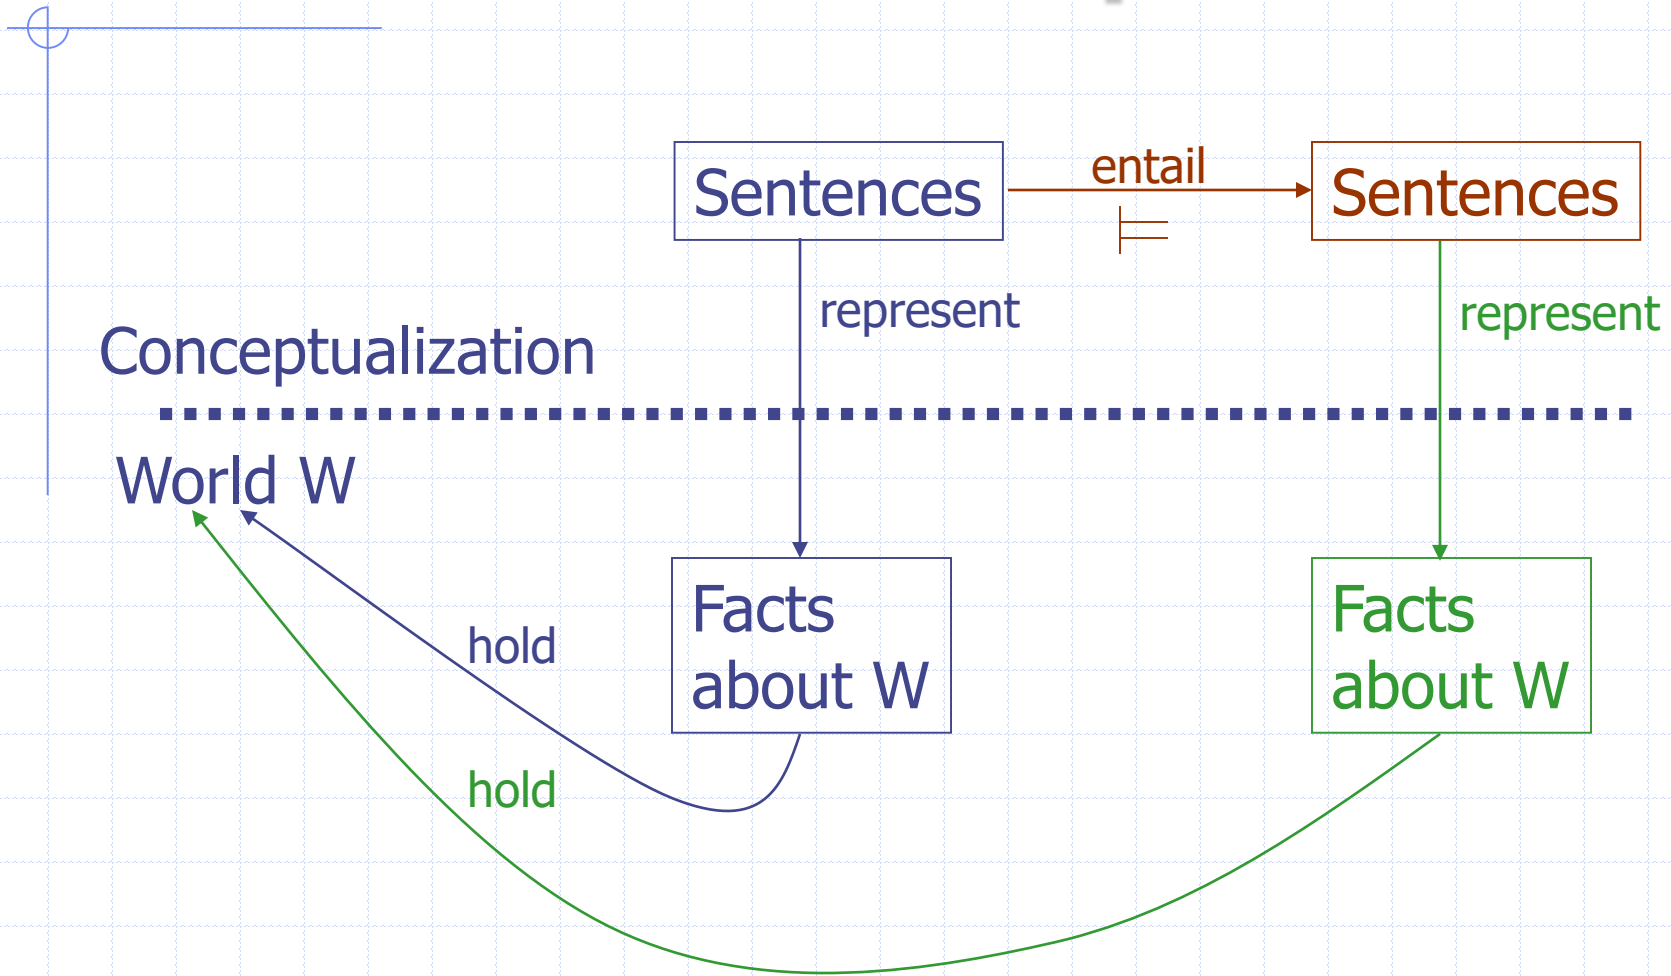 Sentences
entail
Sentences
represent
represent
Conceptualization
World W
Facts
about W
Facts
about W
hold
hold